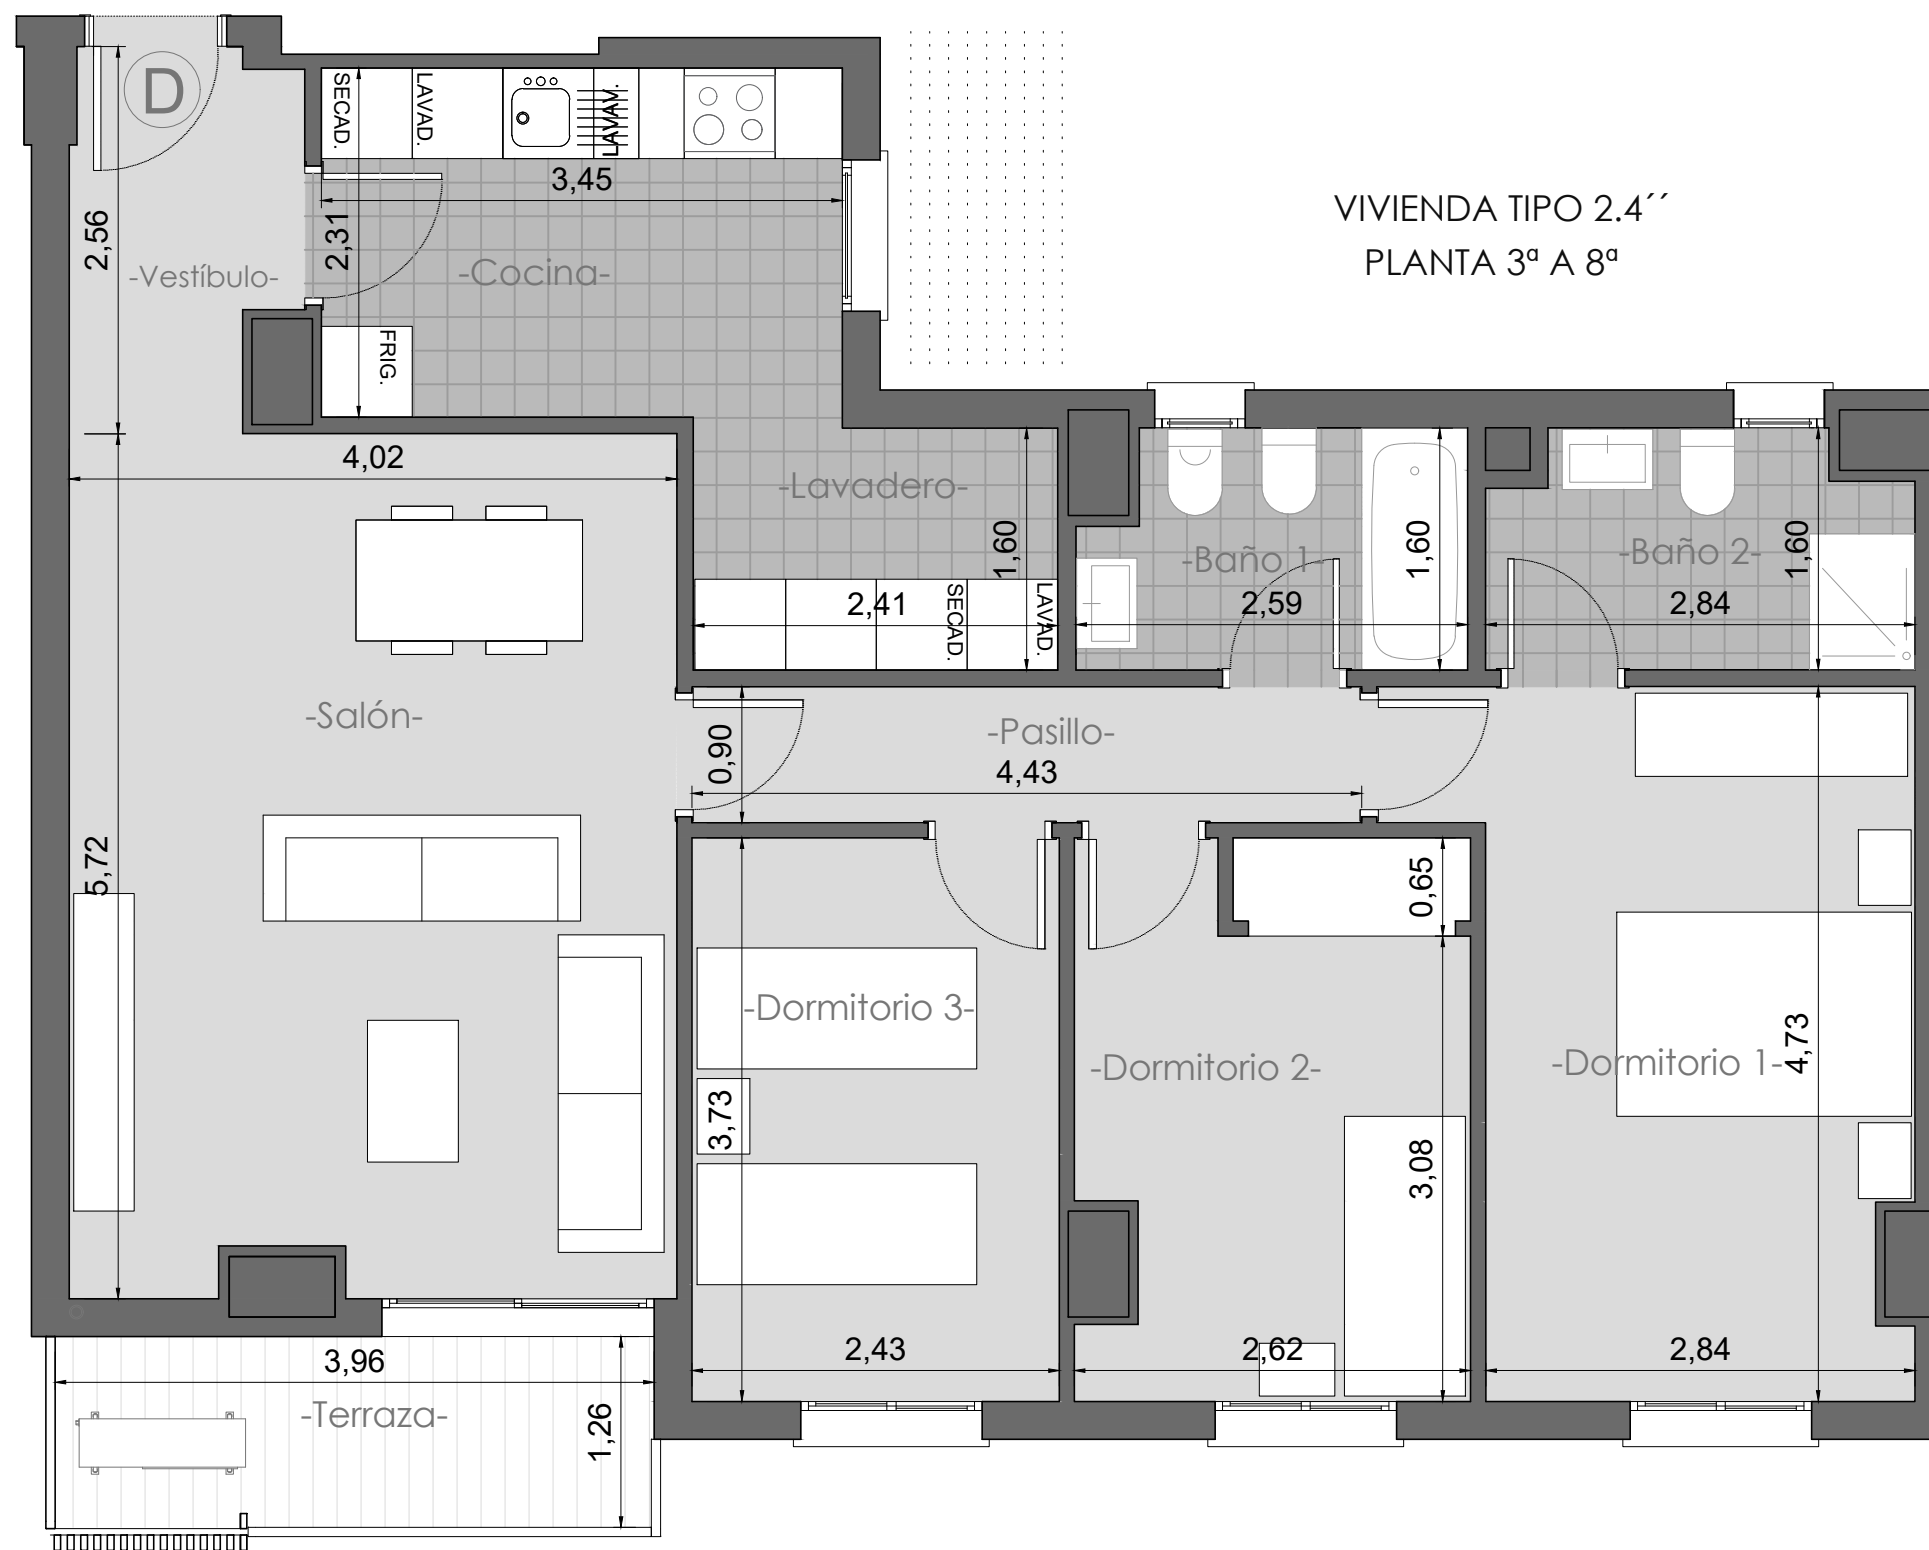 D
SECAD.
LAVAD.
LAVAV.
3,45
VIVIENDA TIPO 2.4´´
PLANTA 3ª A 8ª
2,56
2,31
-Vestíbulo-
-Cocina-
FRIG.
4,02
-Lavadero-
1,60
-Baño 1-
1,60
-Baño 2-
1,60
2,41
SECAD.
LAVAD.
2,59
2,84
-Salón-
0,90
-Pasillo-
4,43
5,72
0,65
-Dormitorio 3-
-Dormitorio 2-
-Dormitorio 1-
4,73
3,73
3,08
2,43
2,62
2,84
3,96
-Terraza-
1,26